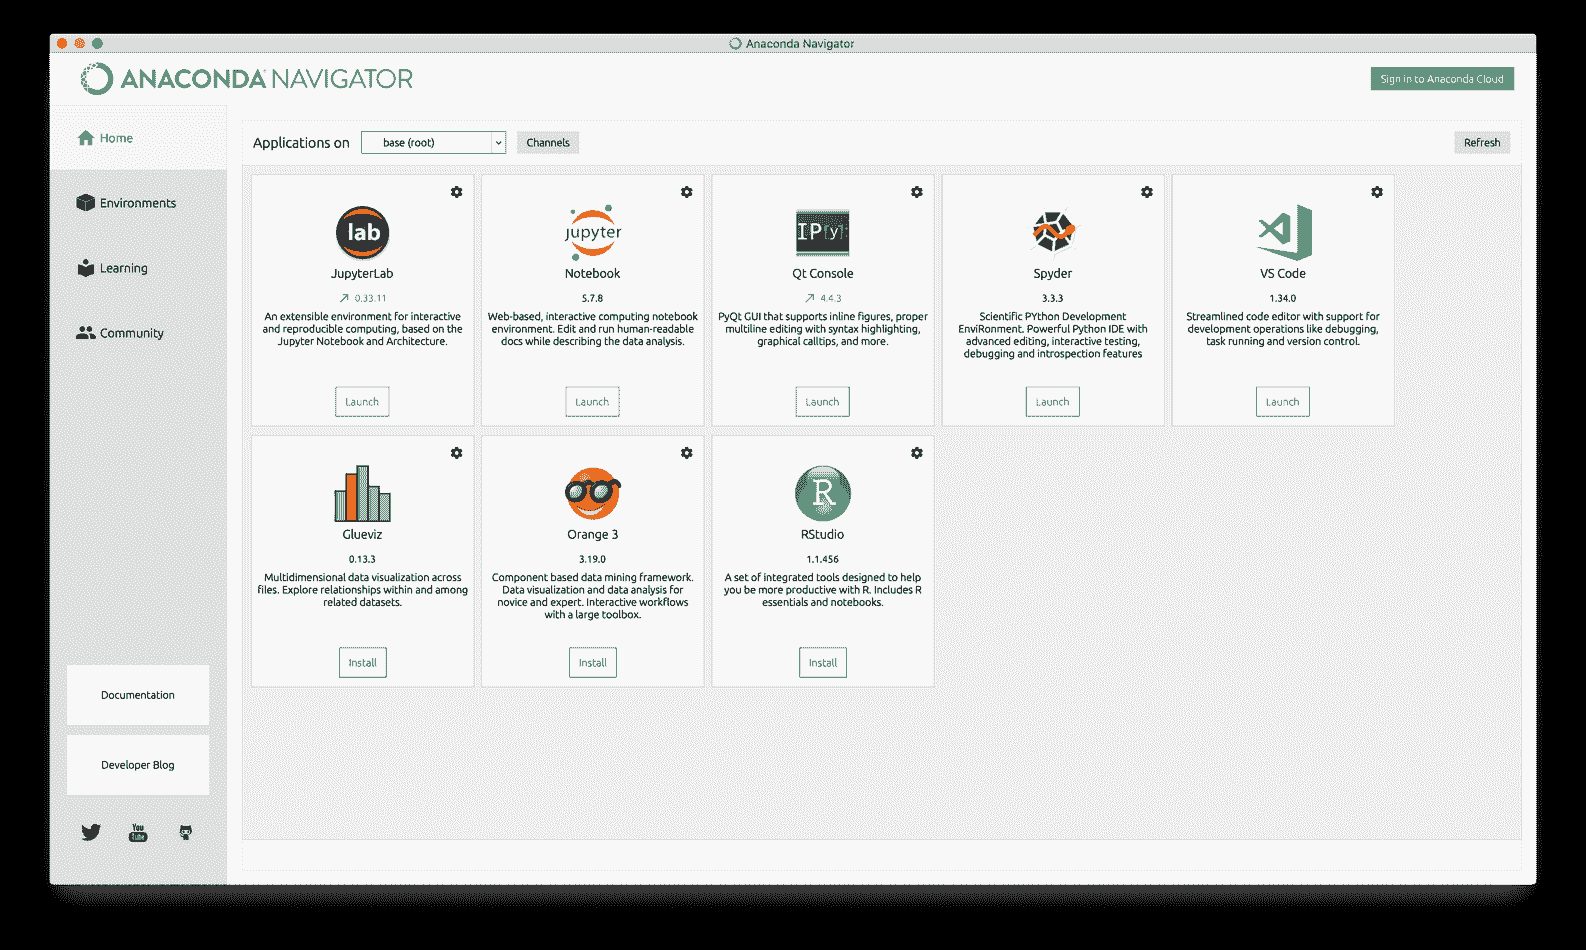 Anaconda Navigator
ANACONDA NAVIGATOR
Sign in to Anaconda Cloud
Home
Environments
Learning
Community
Documentation
Developer Blog
You
Tube
Applications on
base (root)
Channels
Refresh
lab
JupyterLab
0.33.11
An extensible environment for interactive
and reproducible computing, based on the
Jupyter Notebook and Architecture.
Launch
jupyter
Notebook
5.7.8
Web-based, interactive computing notebook
environment. Edit and run human-readable
docs while describing the data analysis.
Launch
IP[y]:
Qt Console
4.4.3
PyQt GUI that supports inline figures, proper
multiline editing with syntax highlighting,
graphical calltips, and more.
Launch
Spyder
3.3.3
Scientific PYthon Development
EnviRonment. Powerful Python IDE with
advanced editing, interactive testing,
debugging and introspection features
Launch
VS Code
1.34.0
Streamlined code editor with support for
development operations like debugging,
task running and version control.
Launch
Glueviz
0.13.3
Multidimensional data visualization across
files. Explore relationships within and among
related datasets.
Install
Orange 3
3.19.0
Component based data mining framework.
Data visualization and data analysis for
novice and expert. Interactive workflows
with a large toolbox.
Install
R
RStudio
1.1.456
A set of integrated tools designed to help
you be more productive with R. Includes R
essentials and notebooks.
Install